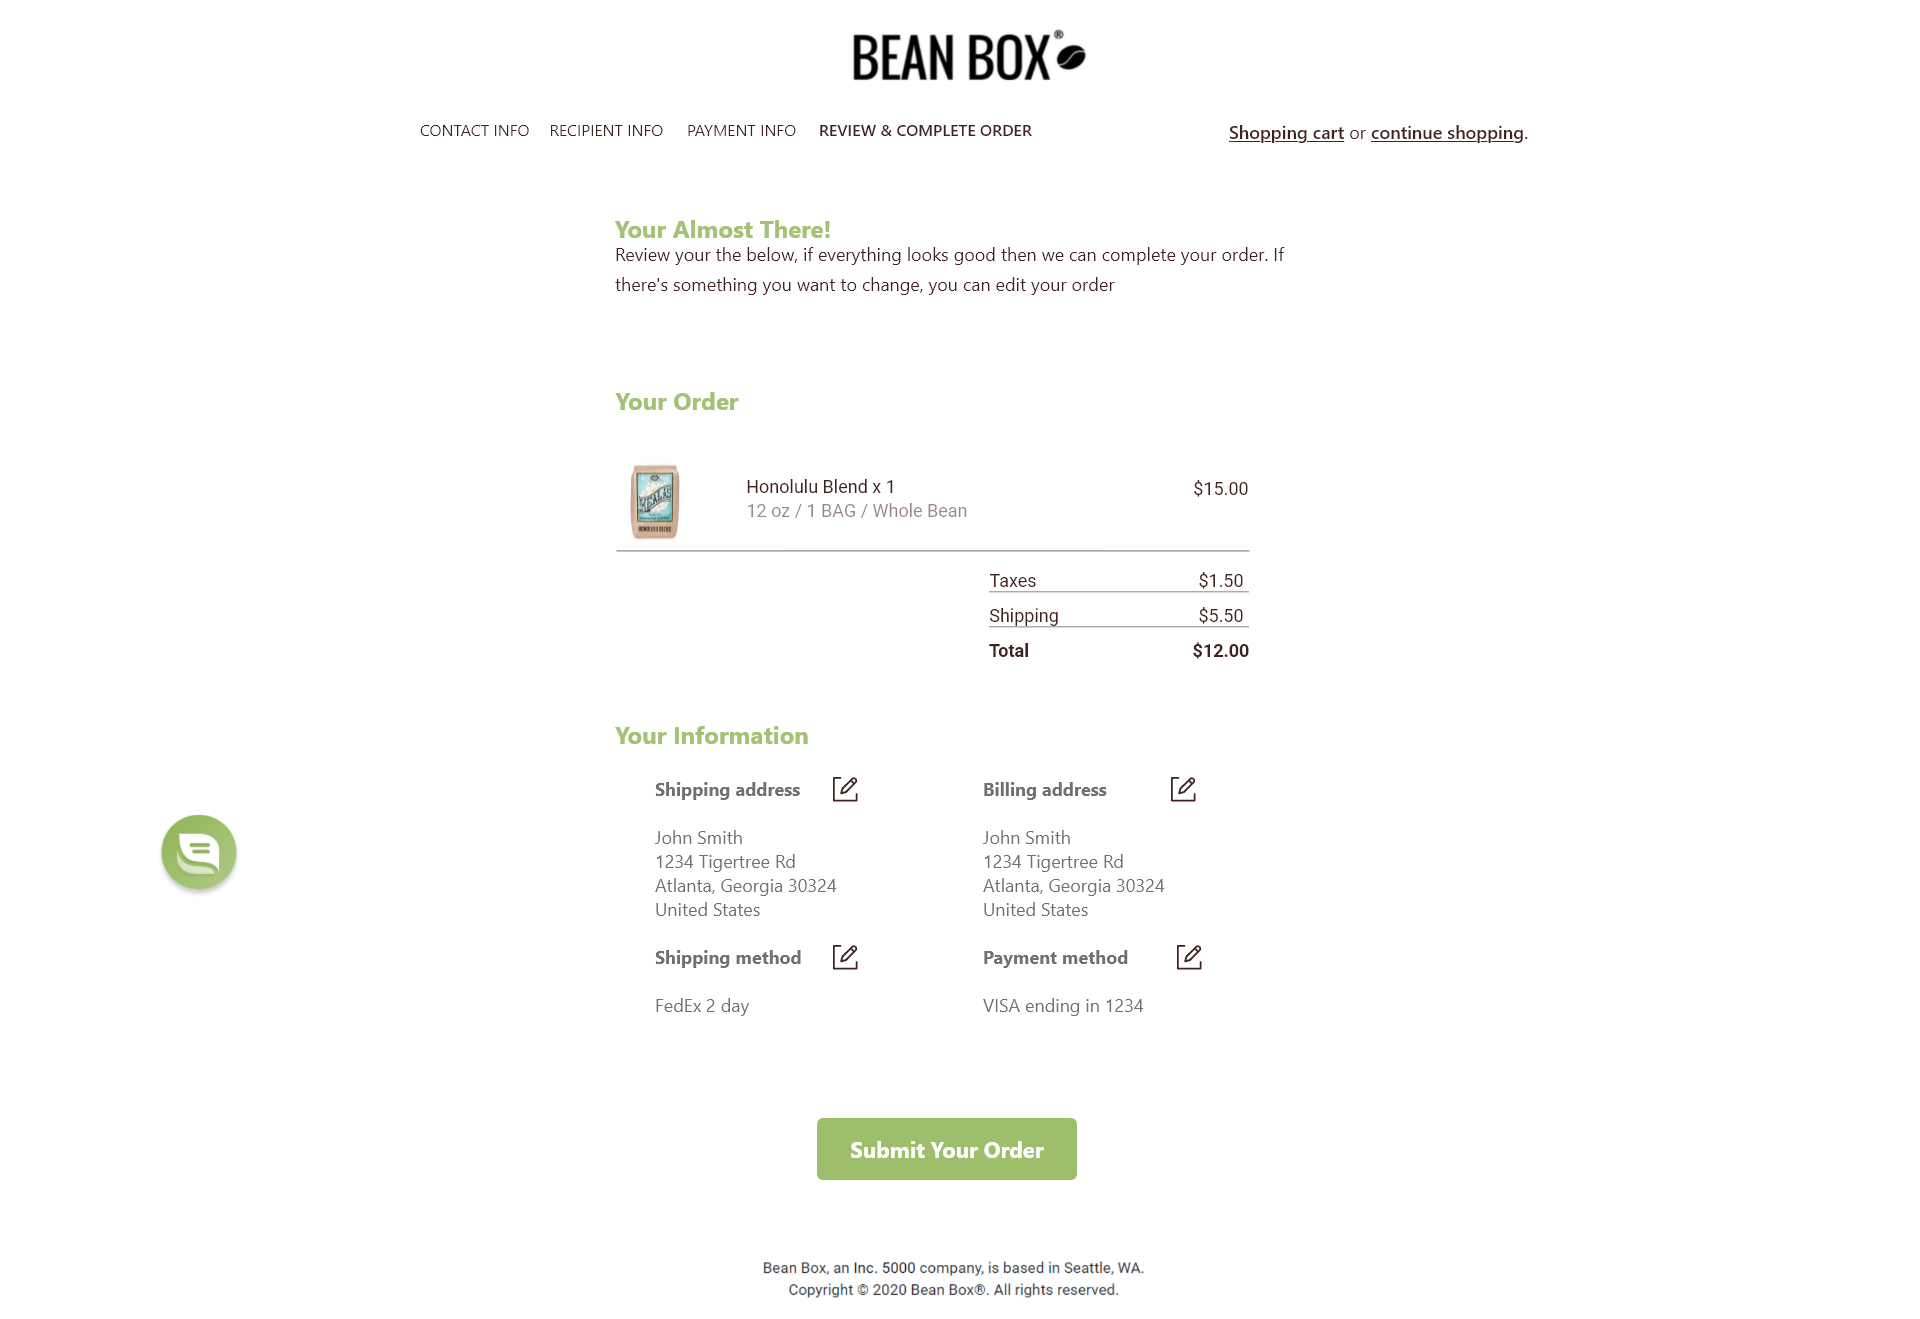 BEAN BOX®
CONTACT INFO RECIPIENT INFO PAYMENT INFO REVIEW & COMPLETE ORDER Shopping cart or continue shopping.
Your Almost There!
Review your the below, if everything looks good then we can complete your order. If
there's something you want to change, you can edit your order
Your Order
HONOLULU BLEND
Honolulu Blend x 1 $15.00
12 oz / 1 BAG / Whole Bean
Taxes $1.50
Shipping $5.50
Total $12.00
Your Information
Shipping address
John Smith
1234 Tigertree Rd
Atlanta, Georgia 30324
United States
Billing address
John Smith
1234 Tigertree Rd
Atlanta, Georgia 30324
United States
Shipping method
FedEx 2 day
Payment method
VISA ending in 1234
Submit Your Order
Bean Box, an Inc. 5000 company, is based in Seattle, WA.
Copyright © 2020 Bean Box®. All rights reserved.